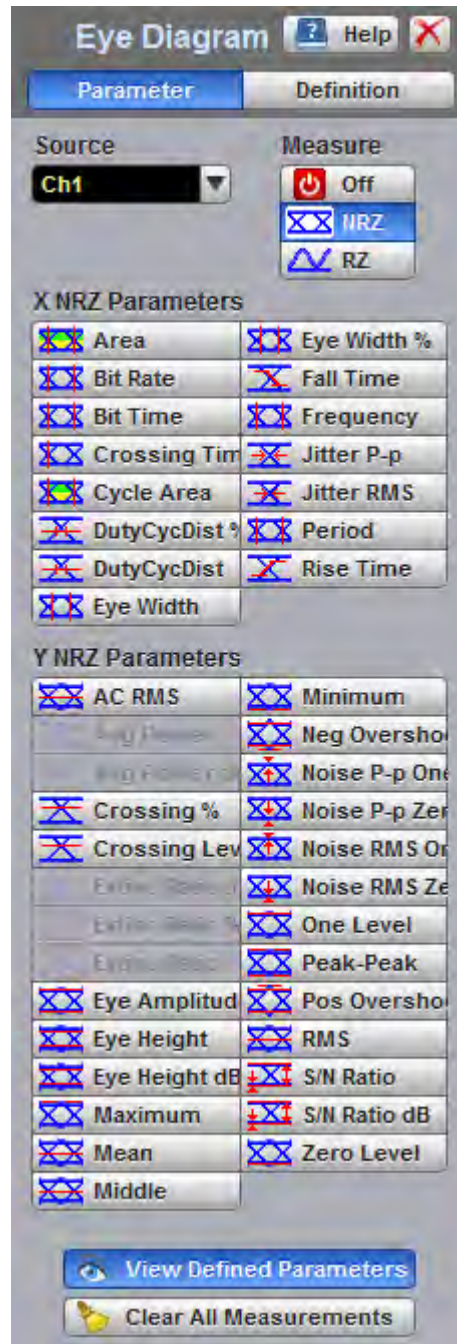 Eye Diagram Help
Parameter Definition
Source Measure
Ch1 Off
NRZ
RZ
X NRZ Parameters
Area Eye Width %
Bit Rate Fall Time
Bit Time Frequency
Crossing Tim Jitter P-p
Cycle Area Jitter RMS
DutyCycDist % Period
DutyCycDist Rise Time
Eye Width
Y NRZ Parameters
AC RMS Minimum
Avg Power Neg Oversho
Noise P-p One
Crossing % Noise P-p Zer
Crossing Lev Noise RMS On
Noise RMS Ze
One Level
Peak-Peak
Eye Amplitud Pos Oversho
Eye Height RMS
Eye Height dB S/N Ratio
Maximum S/N Ratio dB
Mean Zero Level
Middle
View Defined Parameters
Clear All Measurements